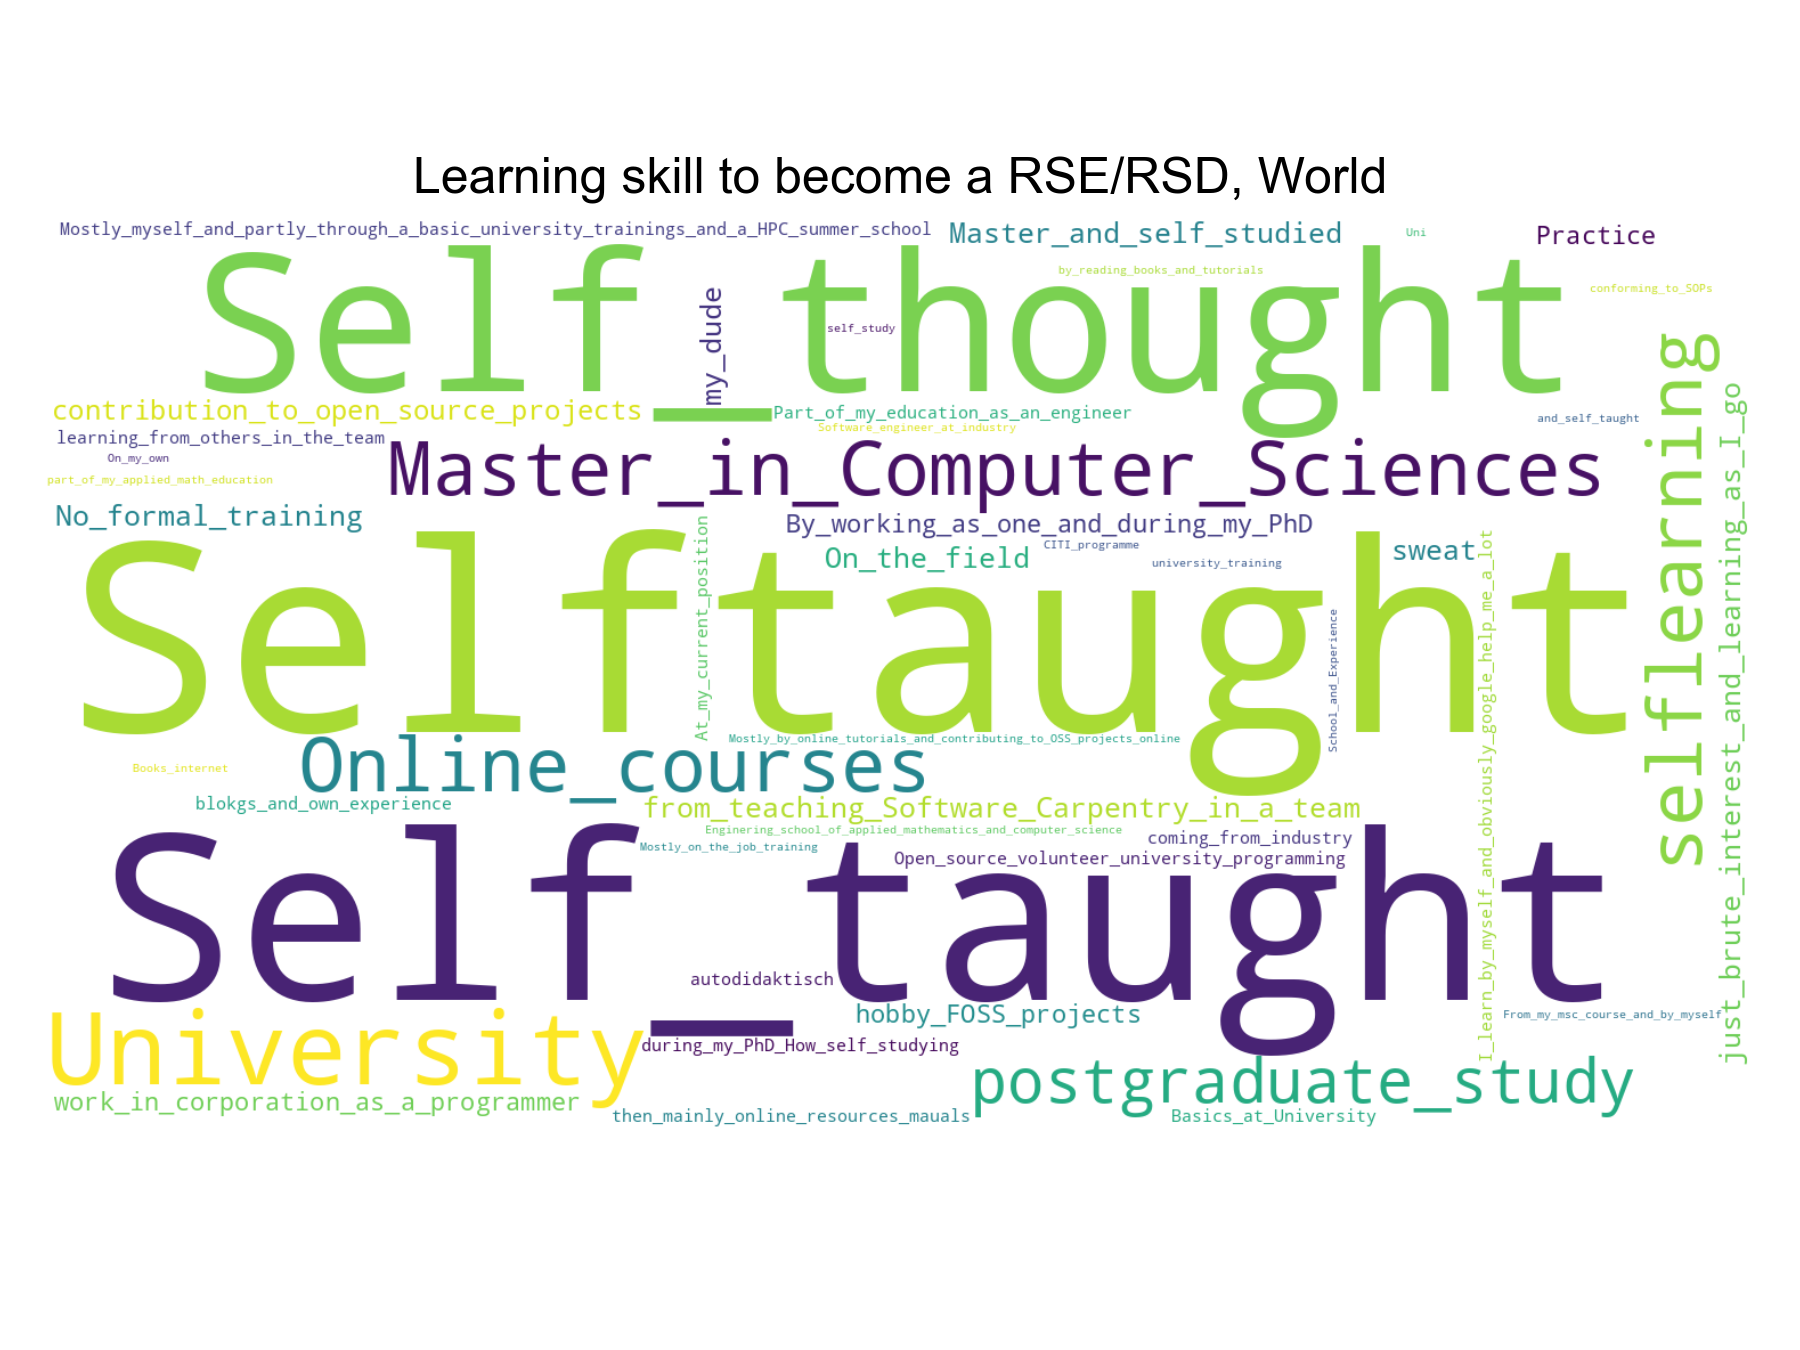 Learning skill to become a RSE/RSD, World
Mostly_myself_and_partly_through_a_basic_university_trainings_and_a_HPC_summer_school
Master_and_self_studied
Uni
Practice
Self_thought
by_reading_books_and_tutorials
conforming_to_SOPs
my_dude
self_study
selflearning
just_brute_interest_and_learning_as_I_go
contribution_to_open_source_projects
Part_of_my_education_as_an_engineer
and_self_taught
Software_engineer_at_industry
learning_from_others_in_the_team
On_my_own
Master_in_Computer_Sciences
part_of_my_applied_math_education
No_formal_training
By_working_as_one_and_during_my_PhD
On_the_field
CITI_programme
sweat
university_training
Selftaught
At_my_current_position
School_and_Experience
I_learn_by_myself_and_obviously_google_help_me_a_lot
Mostly_by_online_tutorials_and_contributing_to_OSS_projects_online
Online_courses
Books_internet
blokgs_and_own_experience
from_teaching_Software_Carpentry_in_a_team
Enginering_school_of_applied_mathematics_and_computer_science
coming_from_industry
Mostly_on_the_job_training
Open_source_volunteer_university_programming
Self_taught
autodidaktisch
University
hobby_FOSS_projects
From_my_msc_course_and_by_myself
during_my_PhD_How_self_studying
postgraduate_study
work_in_corporation_as_a_programmer
then_mainly_online_resources_mauals
Basics_at_University